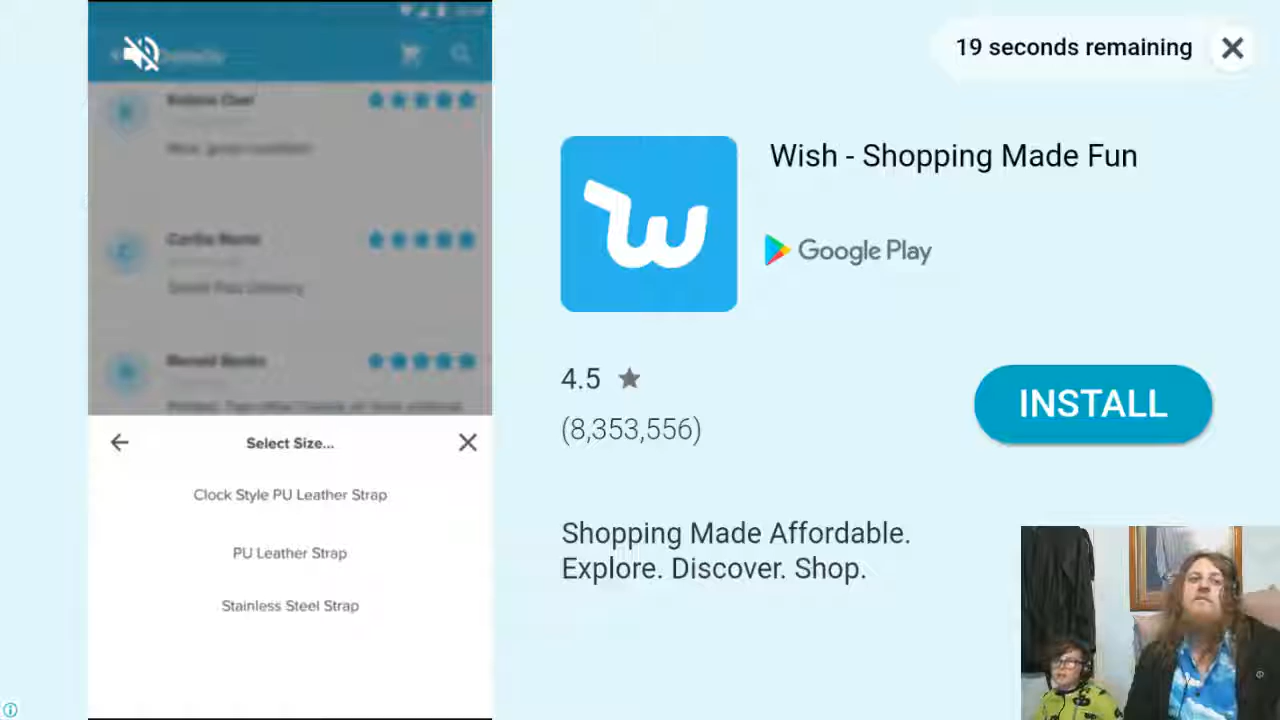 19 seconds remaining
Wish - Shopping Made Fun
Google Play
4.5
(8,353,556)
INSTALL
Shopping Made Affordable.
Explore. Discover. Shop.
Select Size...
Clock Style PU Leather Strap
PU Leather Strap
Stainless Steel Strap